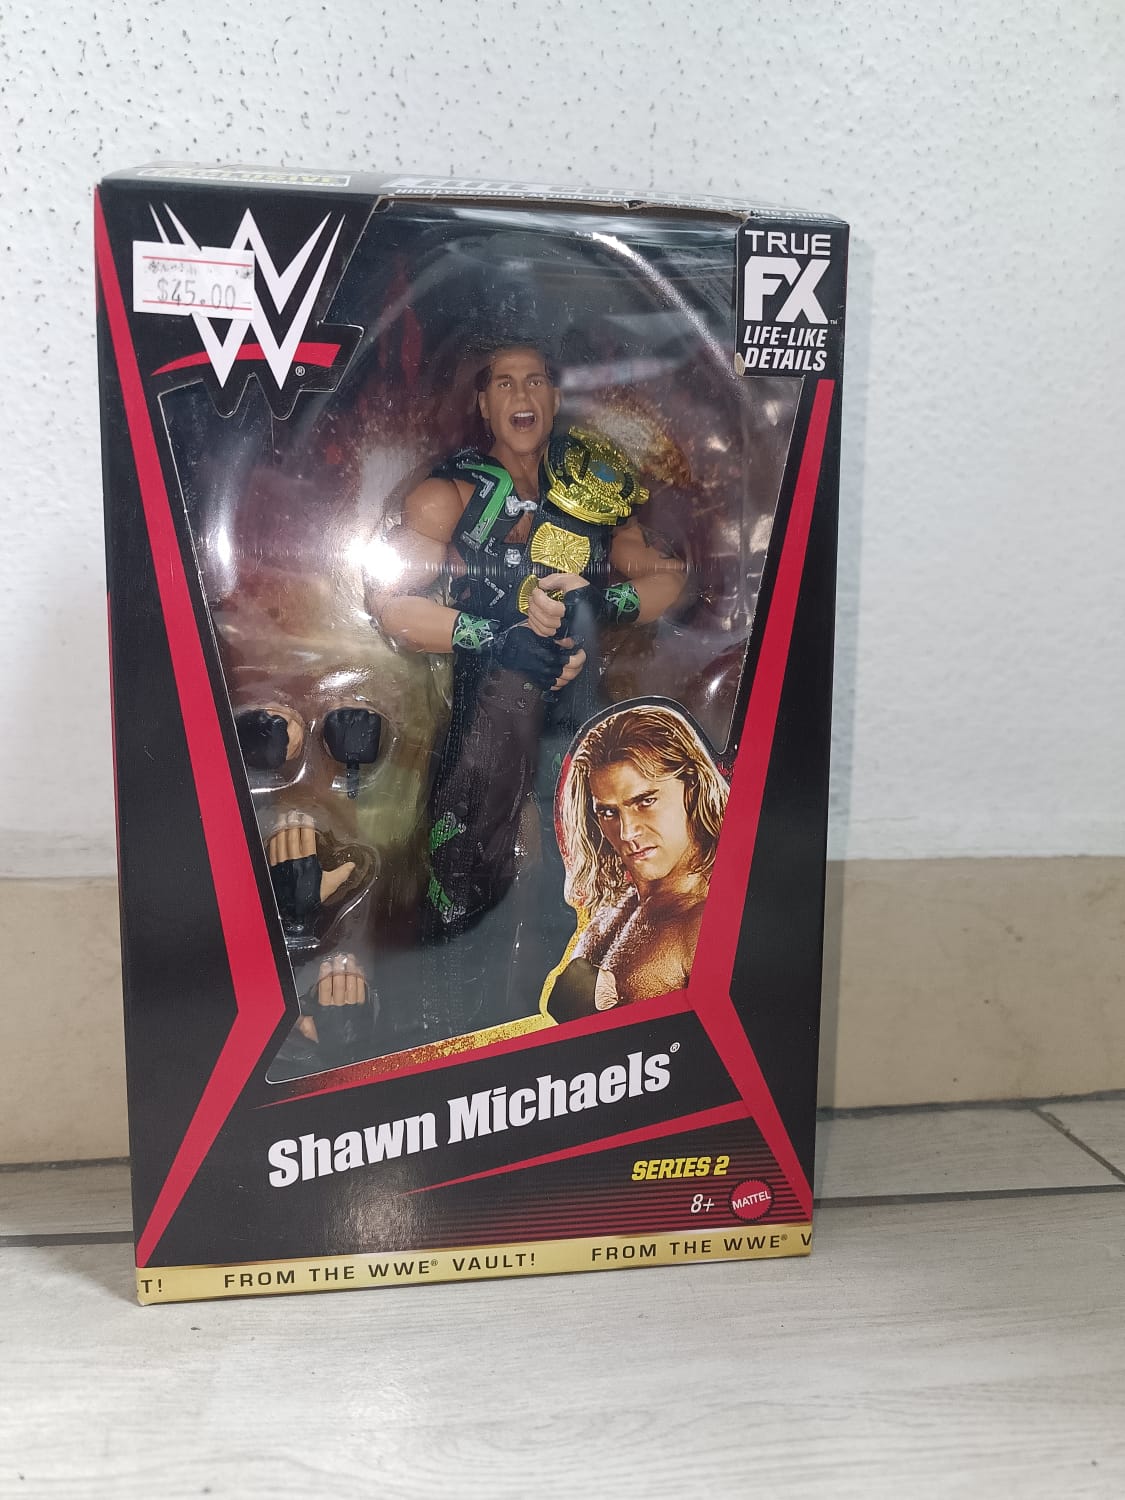 $45.00
TRUE
FX
LIFE-LIKE
DETAILS
Shawn Michaels®
SERIES 2
8+
MATTEL
T! FROM THE WWE® VAULT! FROM THE WWE® V